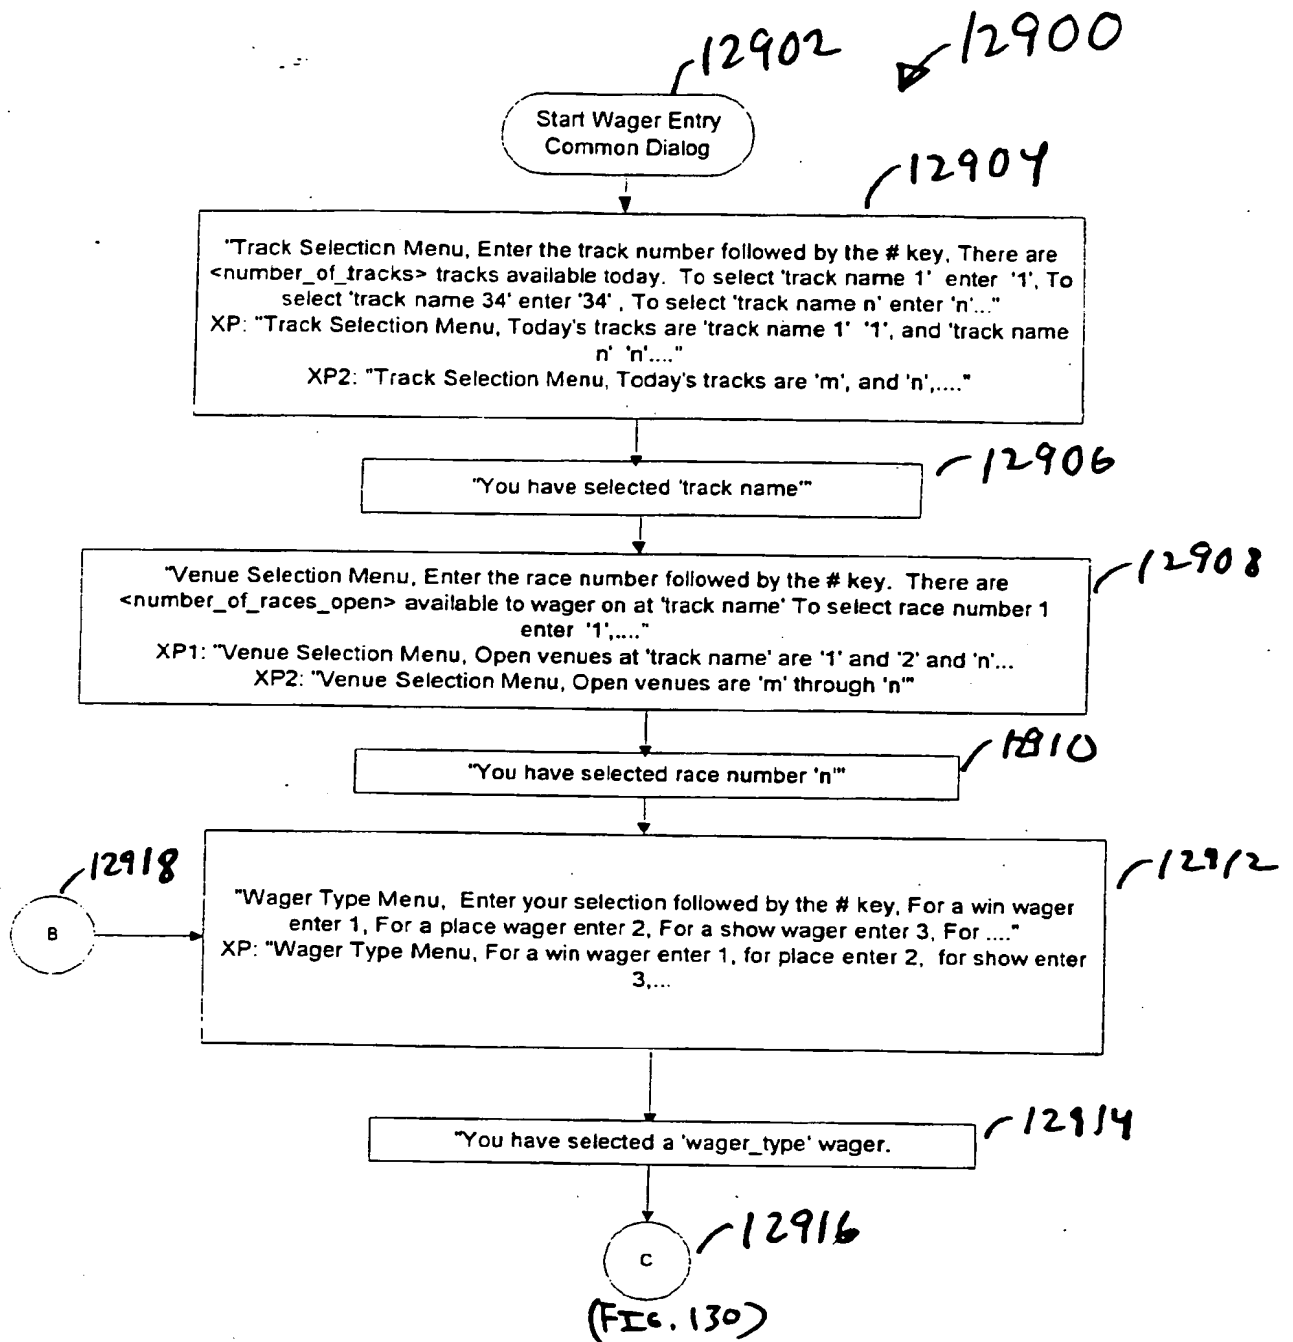 12902
12900
Start Wager Entry
Common Dialog
12904
"Track Selection Menu, Enter the track number followed by the # key, There are
<number_of_tracks> tracks available today. To select 'track name 1' enter '1', To
select 'track name 34' enter '34' , To select 'track name n' enter 'n'..."
XP: "Track Selection Menu, Today's tracks are 'track name 1' '1', and 'track name
n' 'n'...."
XP2: "Track Selection Menu, Today's tracks are 'm', and 'n',...."
12906
"You have selected 'track name'"
12908
"Venue Selection Menu, Enter the race number followed by the # key. There are
<number_of_races_open> available to wager on at 'track name' To select race number 1
enter '1',...."
XP1: "Venue Selection Menu, Open venues at 'track name' are '1' and '2' and 'n'...
XP2: "Venue Selection Menu, Open venues are 'm' through 'n'"
12910
"You have selected race number 'n'"
12918
12912
B
"Wager Type Menu, Enter your selection followed by the # key, For a win wager
enter 1, For a place wager enter 2, For a show wager enter 3, For ...."
XP: "Wager Type Menu, For a win wager enter 1, for place enter 2, for show enter
3,...
12914
"You have selected a 'wager_type' wager.
12916
C
(FIG. 130)